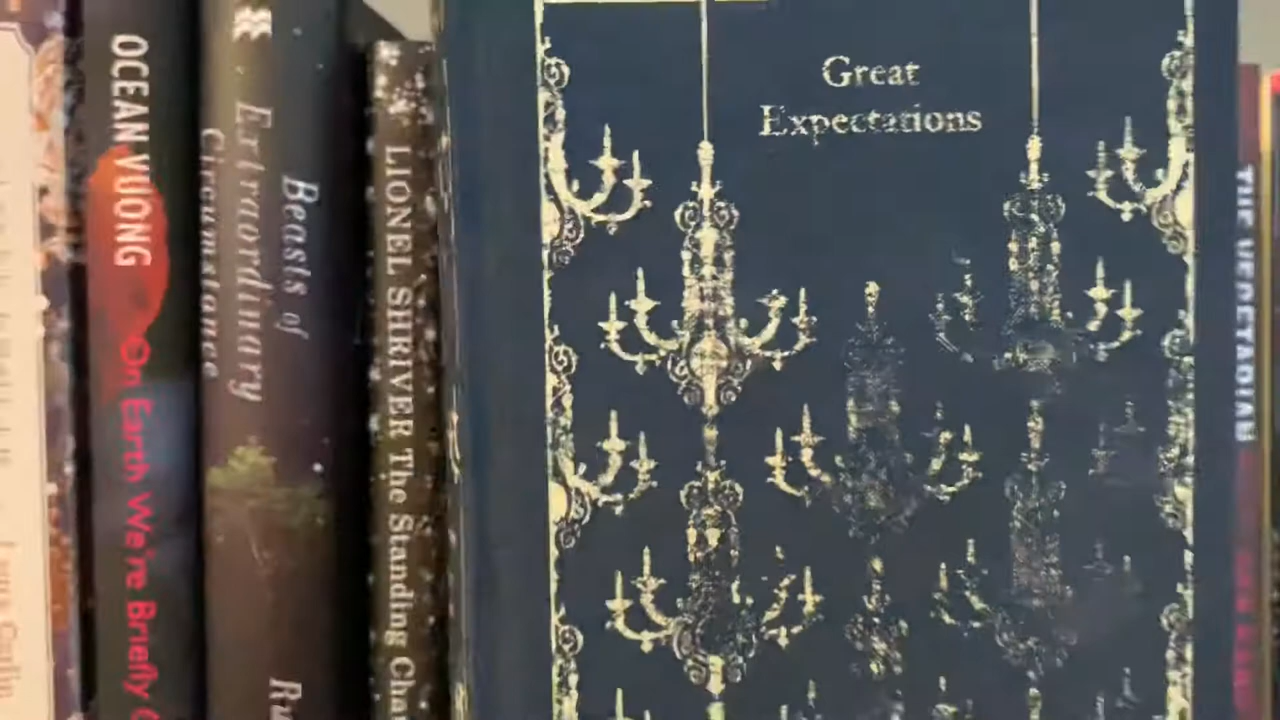 OCEAN VUONG On Earth We're Briefly
Beasts of
Extraordinary
Circumstance
LIONEL SHRIVER The Standing
Great
Expectations
THE VEGETARIAN